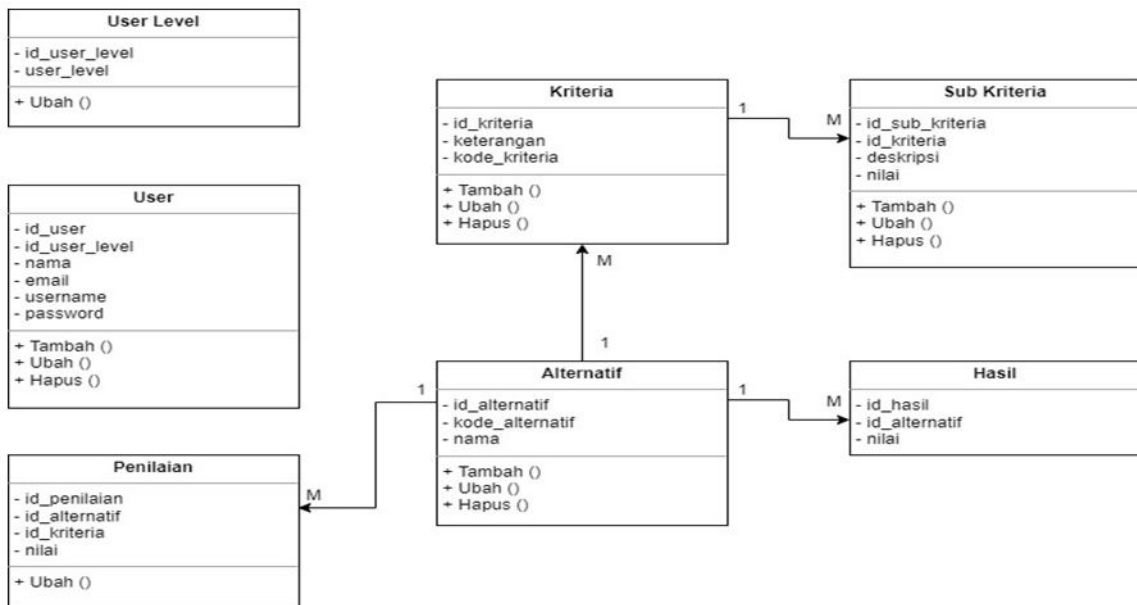 User Level
- id_user_level
- user_level
+ Ubah ()
User
- id_user
- id_user_level
- nama
- email
- username
- password
+ Tambah ()
+ Ubah ()
+ Hapus ()
Penilaian
- id_penilaian
- id_alternatif
- id_kriteria
- nilai
+ Ubah ()
Kriteria
- id_kriteria
- keterangan
- kode_kriteria
+ Tambah ()
+ Ubah ()
+ Hapus ()
1
M
Sub Kriteria
- id_sub_kriteria
- id_kriteria
- deskripsi
- nilai
+ Tambah ()
+ Ubah ()
+ Hapus ()
M
1
Alternatif
- id_alternatif
- kode_alternatif
- nama
+ Tambah ()
+ Ubah ()
+ Hapus ()
1
M
1
M
Hasil
- id_hasil
- id_alternatif
- nilai